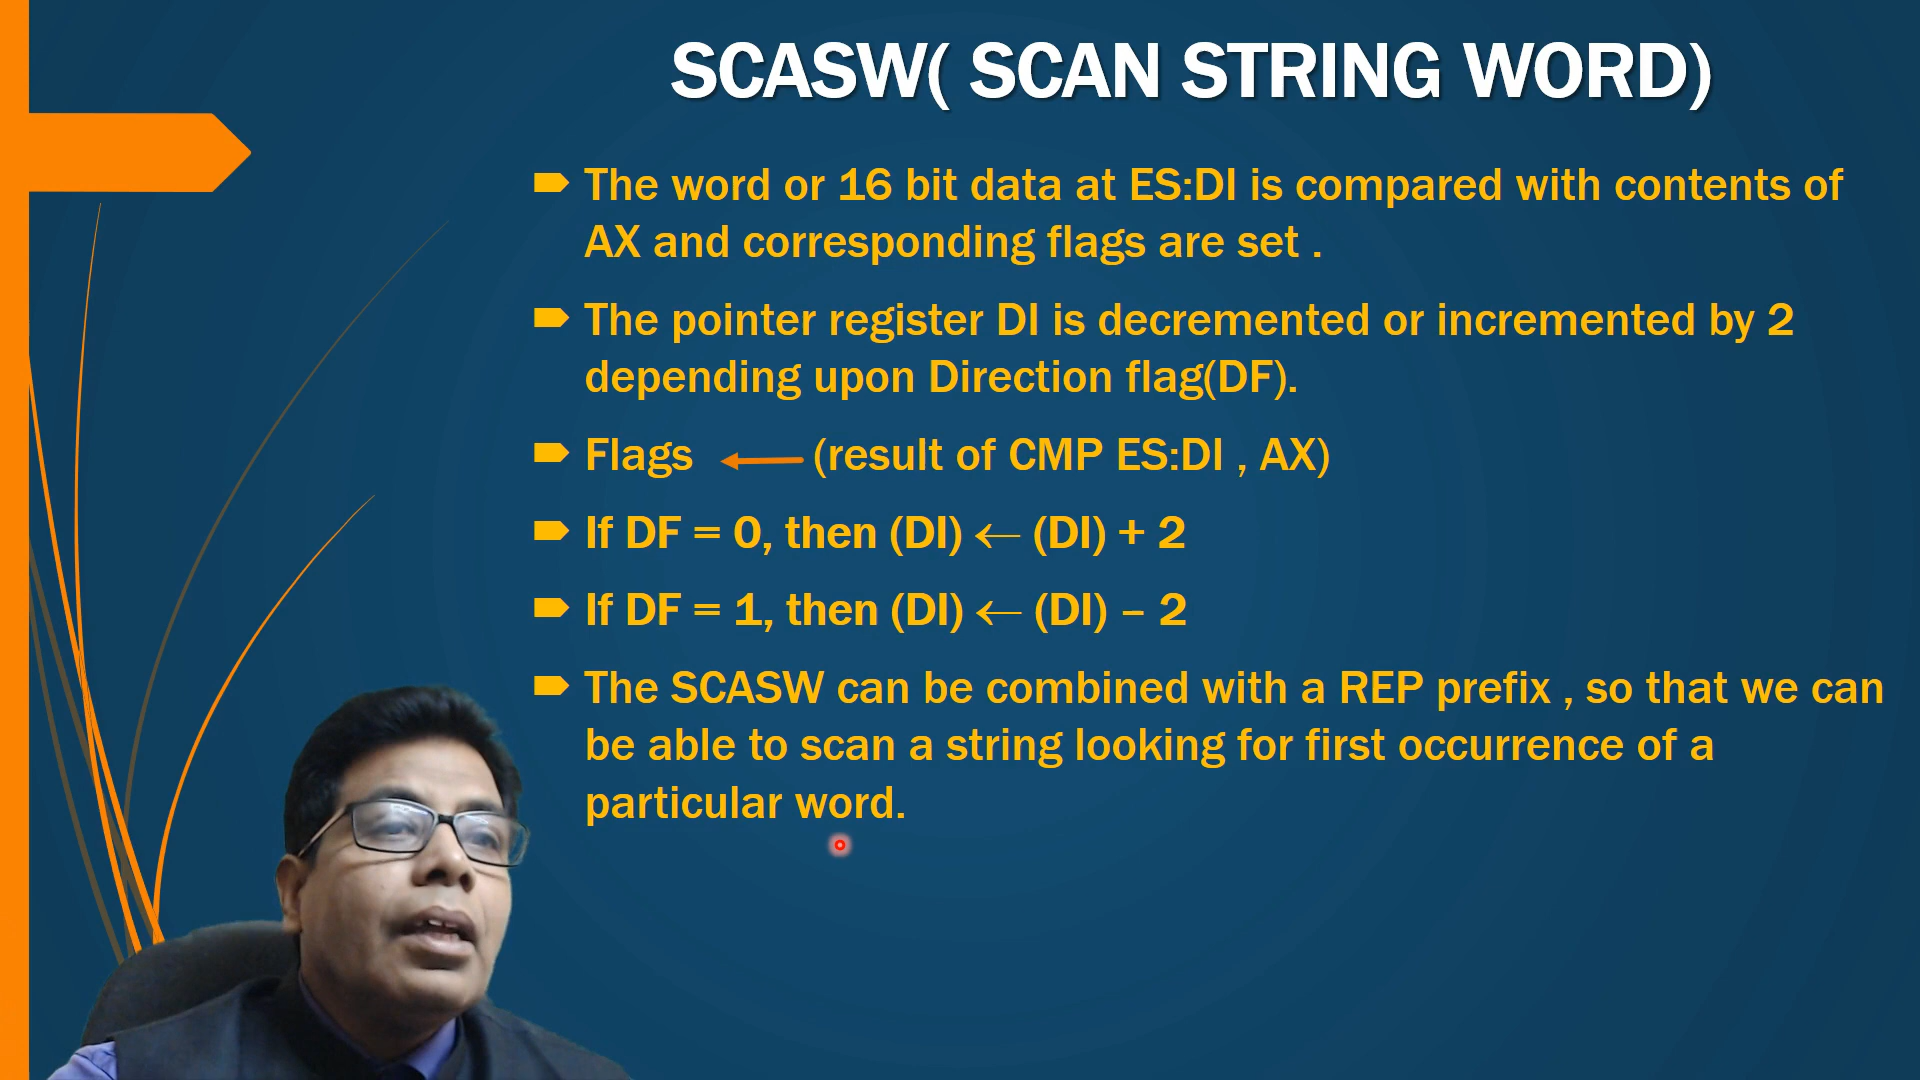 SCASW( SCAN STRING WORD)
The word or 16 bit data at ES:DI is compared with contents of
AX and corresponding flags are set .
The pointer register DI is decremented or incremented by 2
depending upon Direction flag(DF).
Flags ← (result of CMP ES:DI , AX)
If DF = 0, then (DI) ← (DI) + 2
If DF = 1, then (DI) ← (DI) – 2
The SCASW can be combined with a REP prefix , so that we can
be able to scan a string looking for first occurrence of a
particular word.